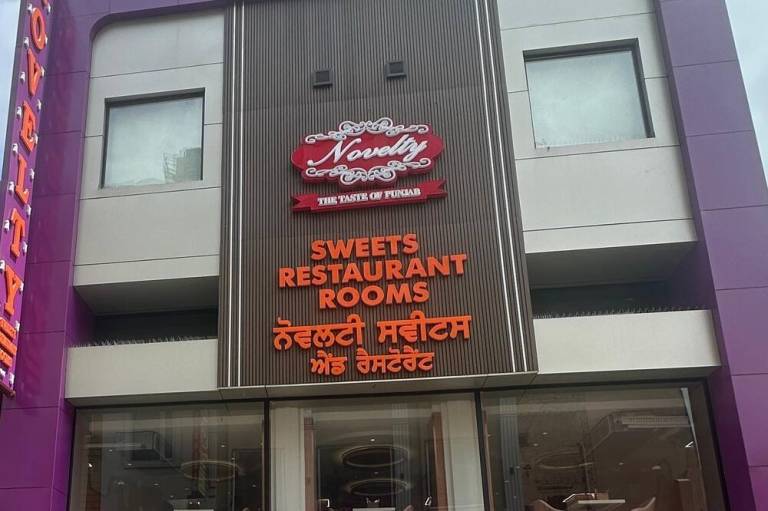 NOVELTY
Novelty
THE TASTE OF PUNJAB
SWEETS
RESTAURANT
ROOMS
ਨੋਵਲਟੀ ਸਵੀਟਸ
ਐਂਡ ਰੈਸਟੋਰੈਂਟ